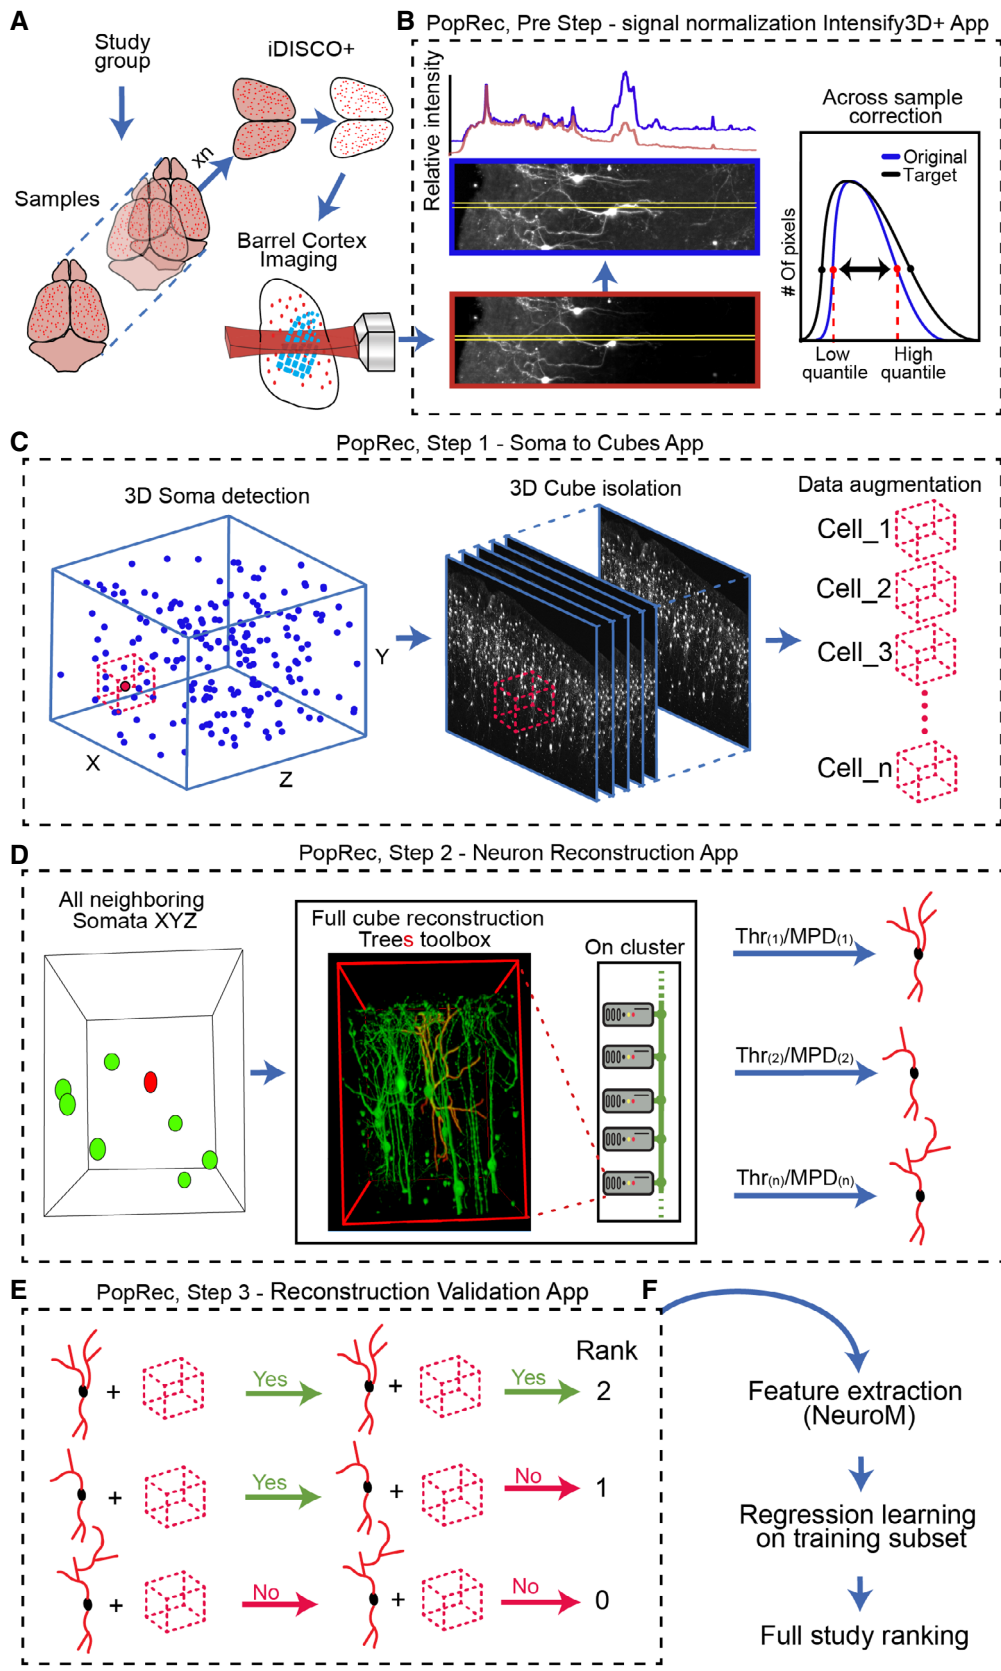 A
Study
group
iDISCO+
xn
Samples
Barrel Cortex
Imaging
B
PopRec, Pre Step - signal normalization Intensify3D+ App
Relative intensity
Across sample
correction
Original
Target
# Of pixels
Low
quantile
High
quantile
C
PopRec, Step 1 - Soma to Cubes App
3D Soma detection
3D Cube isolation
Data augmentation
Cell_1
Cell_2
Cell_3
Cell_n
X
Y
Z
D
PopRec, Step 2 - Neuron Reconstruction App
All neighboring
Somata XYZ
Full cube reconstruction
Trees toolbox
On cluster
Thr(1)/MPD(1)
Thr(2)/MPD(2)
Thr(n)/MPD(n)
E
PopRec, Step 3 - Reconstruction Validation App
Rank
+ Yes + Yes 2
+ Yes + No 1
+ No + No 0
F
Feature extraction
(NeuroM)
Regression learning
on training subset
Full study ranking